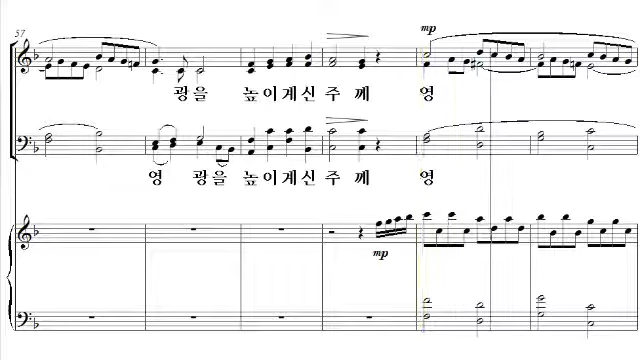 57
mp
광을 높이계신 주 께 영
영 광을 높이계신 주 께 영
mp